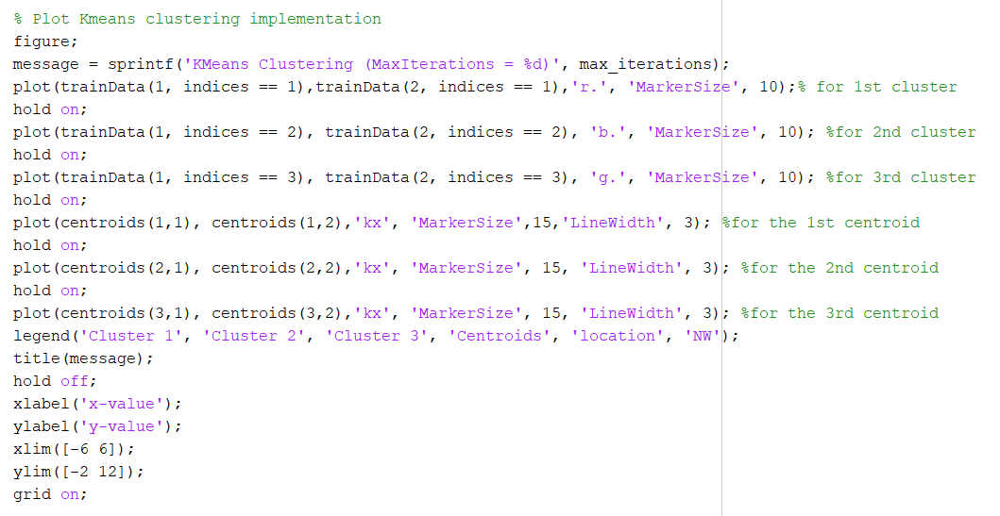 % Plot Kmeans clustering implementation
figure;
message = sprintf('KMeans Clustering (MaxIterations = %d)', max_iterations);
plot(trainData(1, indices == 1),trainData(2, indices == 1),'r.', 'MarkerSize', 10);% for 1st cluster
hold on;
plot(trainData(1, indices == 2), trainData(2, indices == 2), 'b.', 'MarkerSize', 10); %for 2nd cluster
hold on;
plot(trainData(1, indices == 3), trainData(2, indices == 3), 'g.', 'MarkerSize', 10); %for 3rd cluster
hold on;
plot(centroids(1,1), centroids(1,2),'kx', 'MarkerSize',15,'LineWidth', 3); %for the 1st centroid
hold on;
plot(centroids(2,1), centroids(2,2),'kx', 'MarkerSize', 15, 'LineWidth', 3); %for the 2nd centroid
hold on;
plot(centroids(3,1), centroids(3,2),'kx', 'MarkerSize', 15, 'LineWidth', 3); %for the 3rd centroid
legend('Cluster 1', 'Cluster 2', 'Cluster 3', 'Centroids', 'location', 'NW');
title(message);
hold off;
xlabel('x-value');
ylabel('y-value');
xlim([-6 6]);
ylim([-2 12]);
grid on;